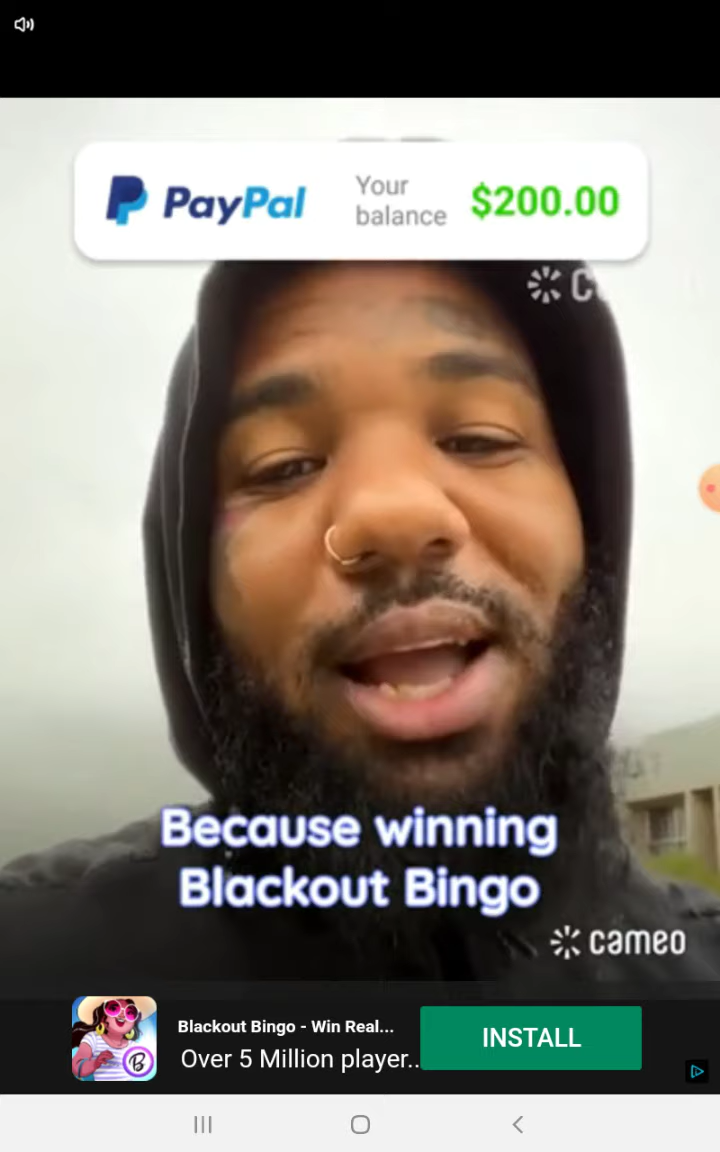 PayPal
Your
balance
$200.00
Because winning
Blackout Bingo
cameo
Blackout Bingo - Win Real...
Over 5 Million player..
INSTALL
B